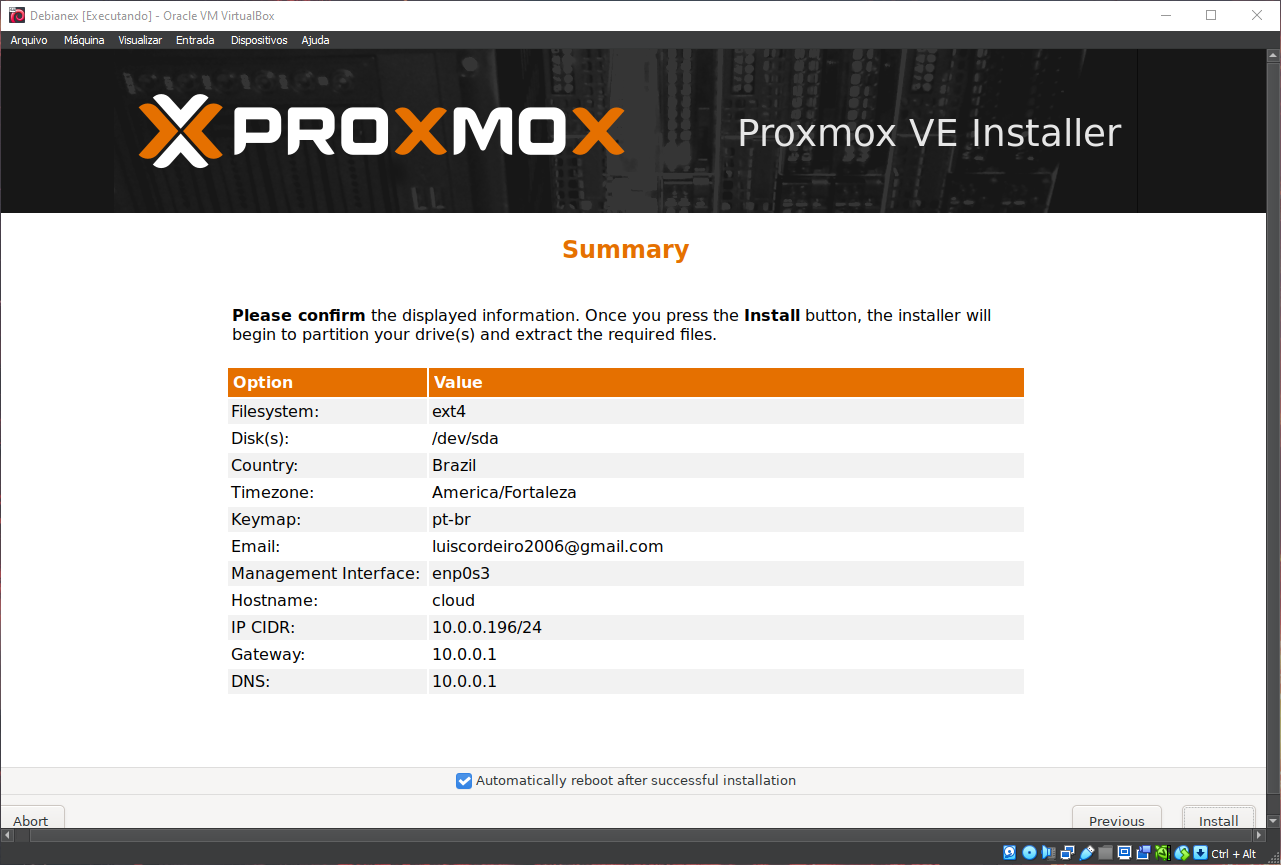 Debianex [Executando] - Oracle VM VirtualBox
Arquivo Máquina Visualizar Entrada Dispositivos Ajuda
PROXMOX
Proxmox VE Installer
LL
Summary
Please confirm the displayed information. Once you press the Install button, the installer will
begin to partition your drive(s) and extract the required files.
Option Value
Filesystem: ext4
Disk(s): /dev/sda
Country: Brazil
Timezone: America/Fortaleza
Keymap: pt-br
Email: luiscordeiro2006@gmail.com
Management Interface: enp0s3
Hostname: cloud
IP CIDR: 10.0.0.196/24
Gateway: 10.0.0.1
DNS: 10.0.0.1
Automatically reboot after successful installation
Abort Previous Install
Ctrl + Alt